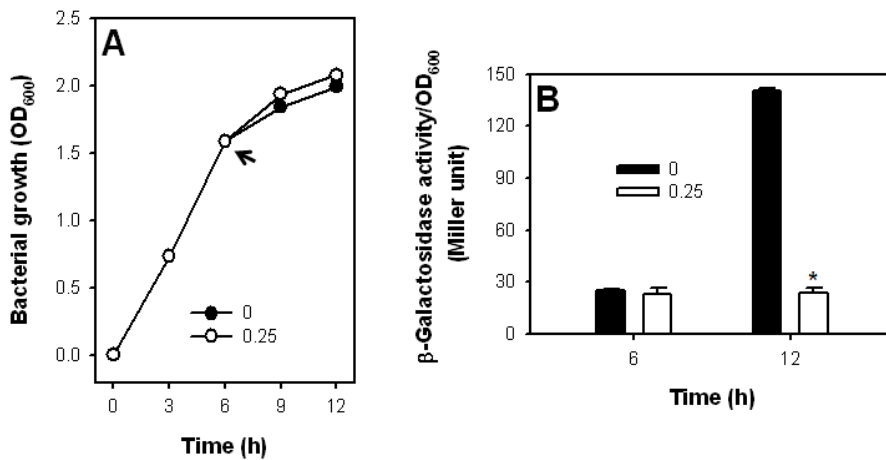 A
Bacterial growth (OD600)
2.5
2.0
1.5
1.0
0.5
0.0
0
0.25
0 3 6 9 12
Time (h)
B
β-Galactosidase activity/OD600
(Miller unit)
150
120
90
60
30
0
0
0.25
*
6 12
Time (h)